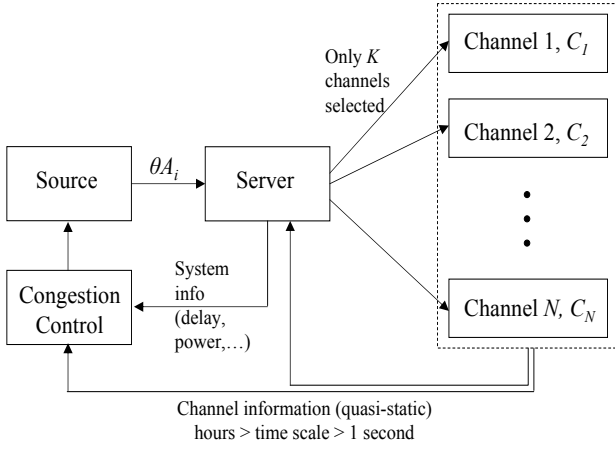 Only K
channels
selected
Channel 1, C1
Channel 2, C2
Channel N, CN
Source
θAi
Server
Congestion
Control
System
info
(delay,
power,...)
Channel information (quasi-static)
hours > time scale > 1 second